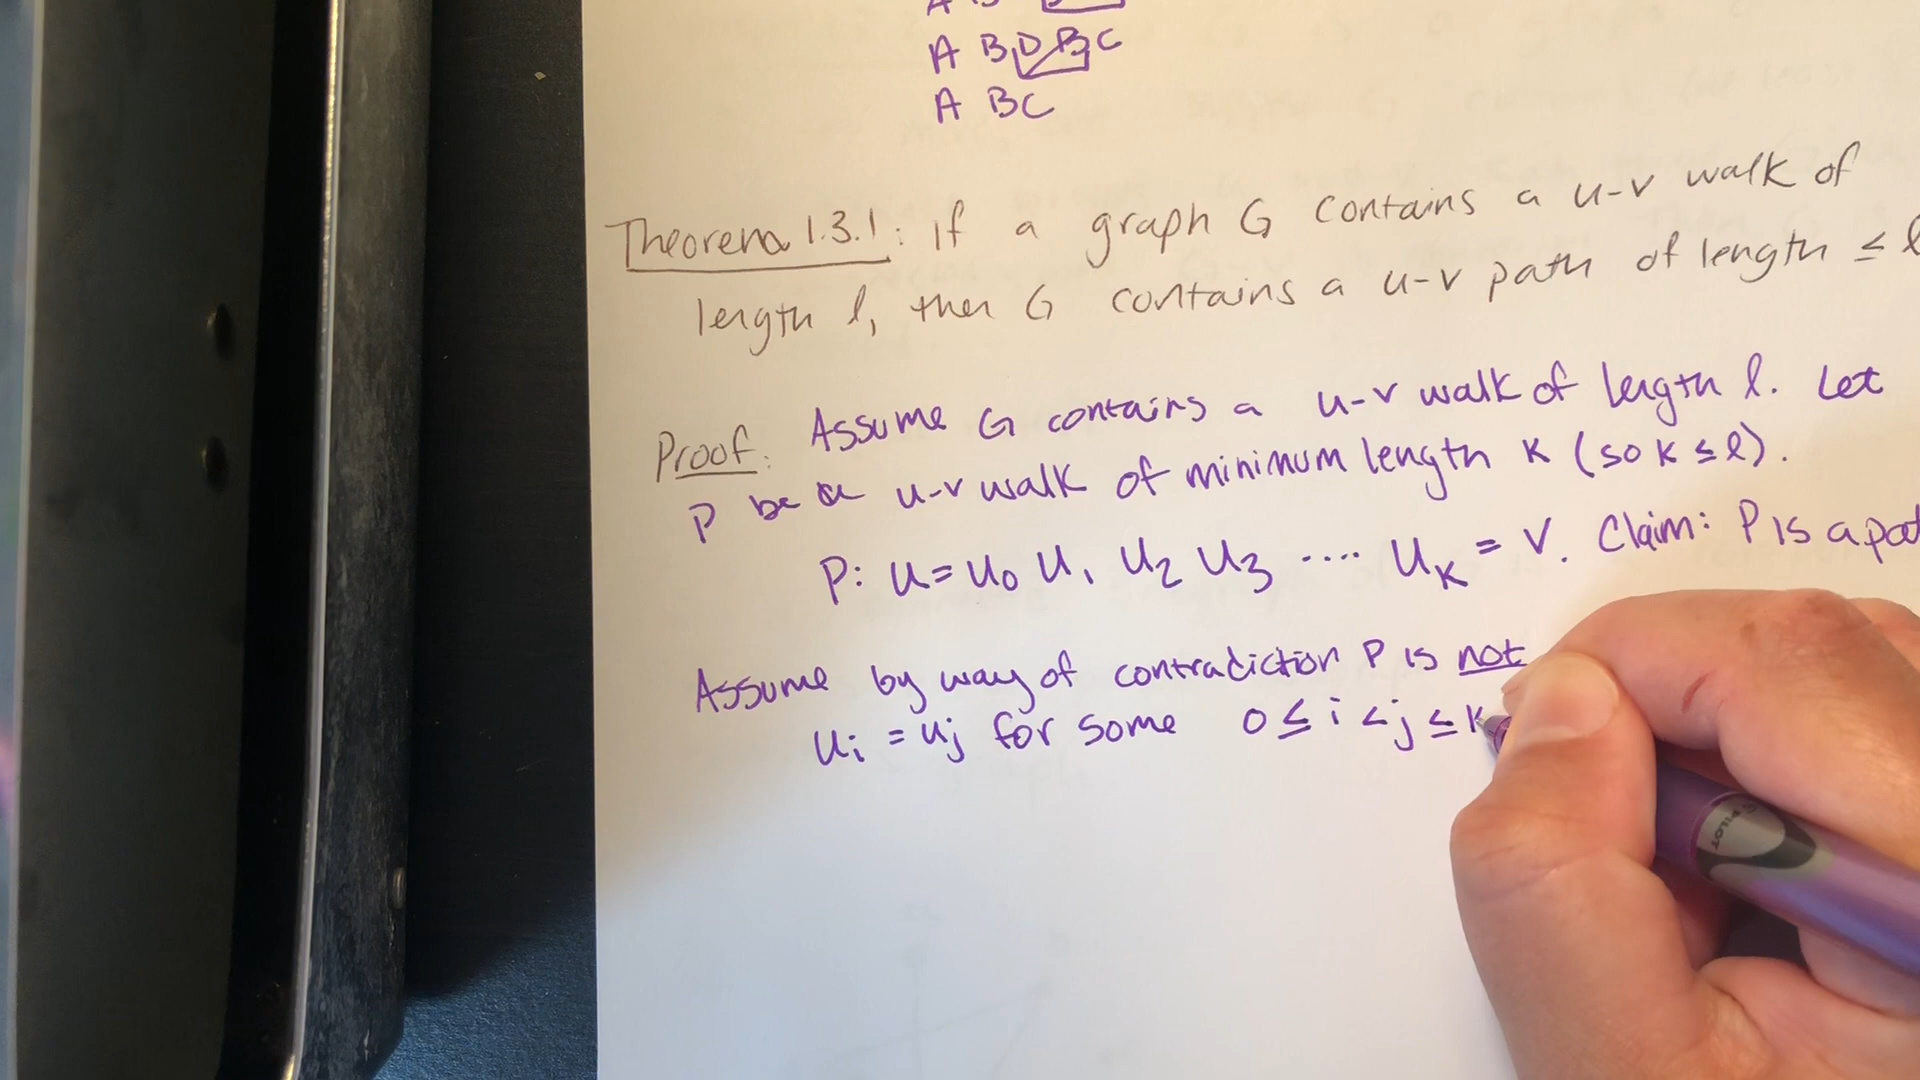 A B D B C
A BC
Theorem 1.3.1: If a graph G contains a u-v walk of
length l, then G contains a u-v path of length ≤ l
Proof: Assume G contains a u-v walk of length l. Let
P be a u-v walk of minimum length k (so k ≤ l).
P: u = u₀ u₁ u₂ u₃ .... uₖ = v. Claim: P is a
Assume by way of contradiction P is not
uᵢ = uⱼ for some 0 ≤ i < j ≤ k
PILOT